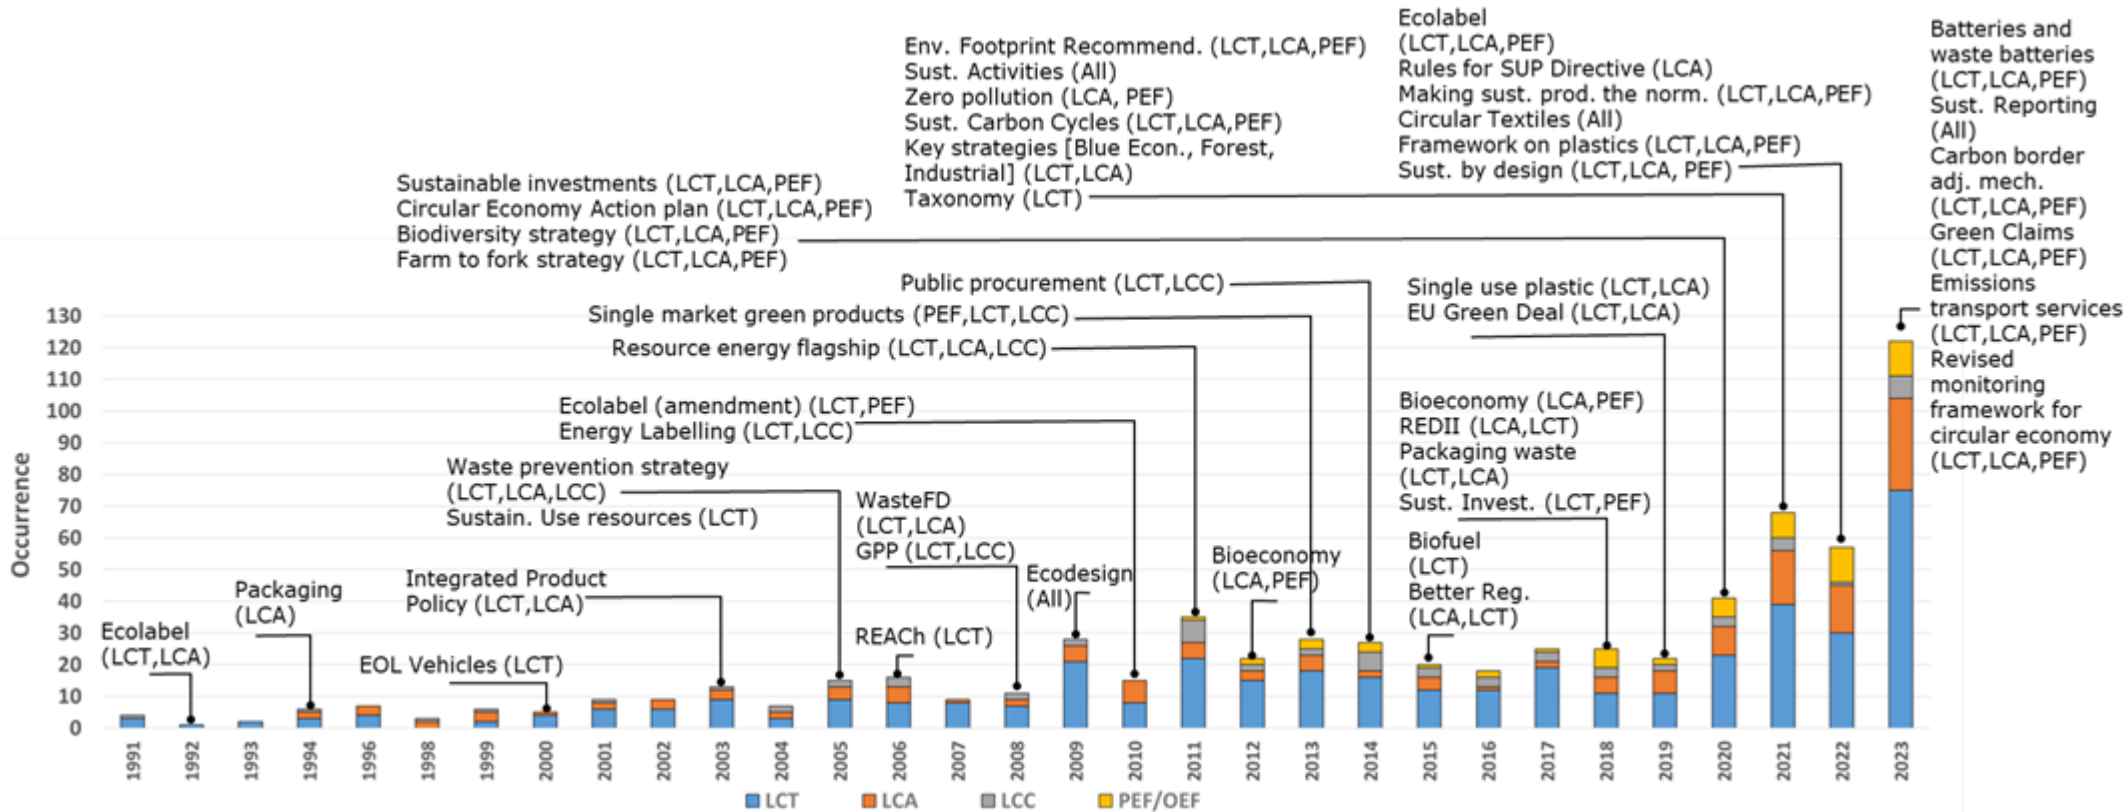 Env. Footprint Recommend. (LCT,LCA,PEF)
Sust. Activities (All)
Zero pollution (LCA, PEF)
Sust. Carbon Cycles (LCT,LCA,PEF)
Key strategies [Blue Econ., Forest,
Industrial] (LCT,LCA)
Taxonomy (LCT)
Ecolabel
(LCT,LCA,PEF)
Rules for SUP Directive (LCA)
Making sust. prod. the norm. (LCT,LCA,PEF)
Circular Textiles (All)
Framework on plastics (LCT,LCA,PEF)
Sust. by design (LCT,LCA, PEF)
Batteries and
waste batteries
(LCT,LCA,PEF)
Sust. Reporting
(All)
Carbon border
adj. mech.
(LCT,LCA,PEF)
Green Claims
(LCT,LCA,PEF)
Emissions
transport services
(LCT,LCA,PEF)
Revised
monitoring
framework for
circular economy
(LCT,LCA,PEF)
Sustainable investments (LCT,LCA,PEF)
Circular Economy Action plan (LCT,LCA,PEF)
Biodiversity strategy (LCT,LCA,PEF)
Farm to fork strategy (LCT,LCA,PEF)
Public procurement (LCT,LCC)
Single market green products (PEF,LCT,LCC)
Resource energy flagship (LCT,LCA,LCC)
Single use plastic (LCT,LCA)
EU Green Deal (LCT,LCA)
Ecolabel (amendment) (LCT,PEF)
Energy Labelling (LCT,LCC)
Bioeconomy (LCA,PEF)
REDII (LCA,LCT)
Packaging waste
(LCT,LCA)
Sust. Invest. (LCT,PEF)
Waste prevention strategy
(LCT,LCA,LCC)
Sustain. Use resources (LCT)
WasteFD
(LCT,LCA)
GPP (LCT,LCC)
Biofuel
(LCT)
Better Reg.
(LCA,LCT)
Bioeconomy
(LCA,PEF)
Ecodesign
(All)
Integrated Product
Policy (LCT,LCA)
Packaging
(LCA)
Ecolabel
(LCT,LCA)
EOL Vehicles (LCT)
REACh (LCT)
Occurrence
130
120
110
100
90
80
70
60
50
40
30
20
10
0
1991 1992 1993 1994 1996 1998 1999 2000 2001 2002 2003 2004 2005 2006 2007 2008 2009 2010 2011 2012 2013 2014 2015 2016 2017 2018 2019 2020 2021 2022 2023
LCT LCA LCC PEF/OEF